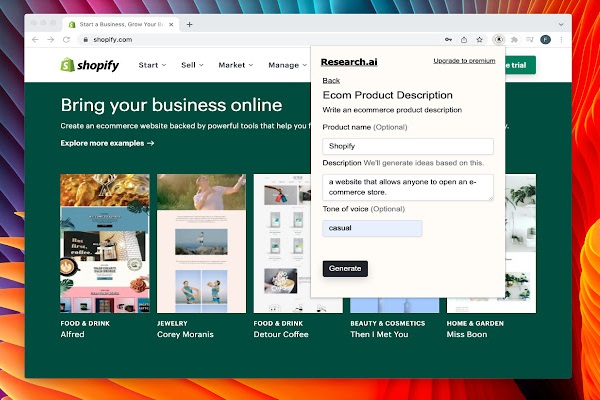 Start a Business, Grow Your B
shopify.com
shopify
Start
Sell
Market
Manage
e trial
Bring your business online
Create an ecommerce website backed by powerful tools that help you f
Explore more examples →
Research.ai
Upgrade to premium
Back
Ecom Product Description
Write an ecommerce product description
Product name (Optional)
Shopify
Description We'll generate ideas based on this.
a website that allows anyone to open an e-
commerce store.
Tone of voice (Optional)
casual
Generate
But
first,
coffee.
FOOD & DRINK
Alfred
JEWELRY
Corey Moranis
FOOD & DRINK
Detour Coffee
BEAUTY & COSMETICS
Then I Met You
HOME & GARDEN
Miss Boon